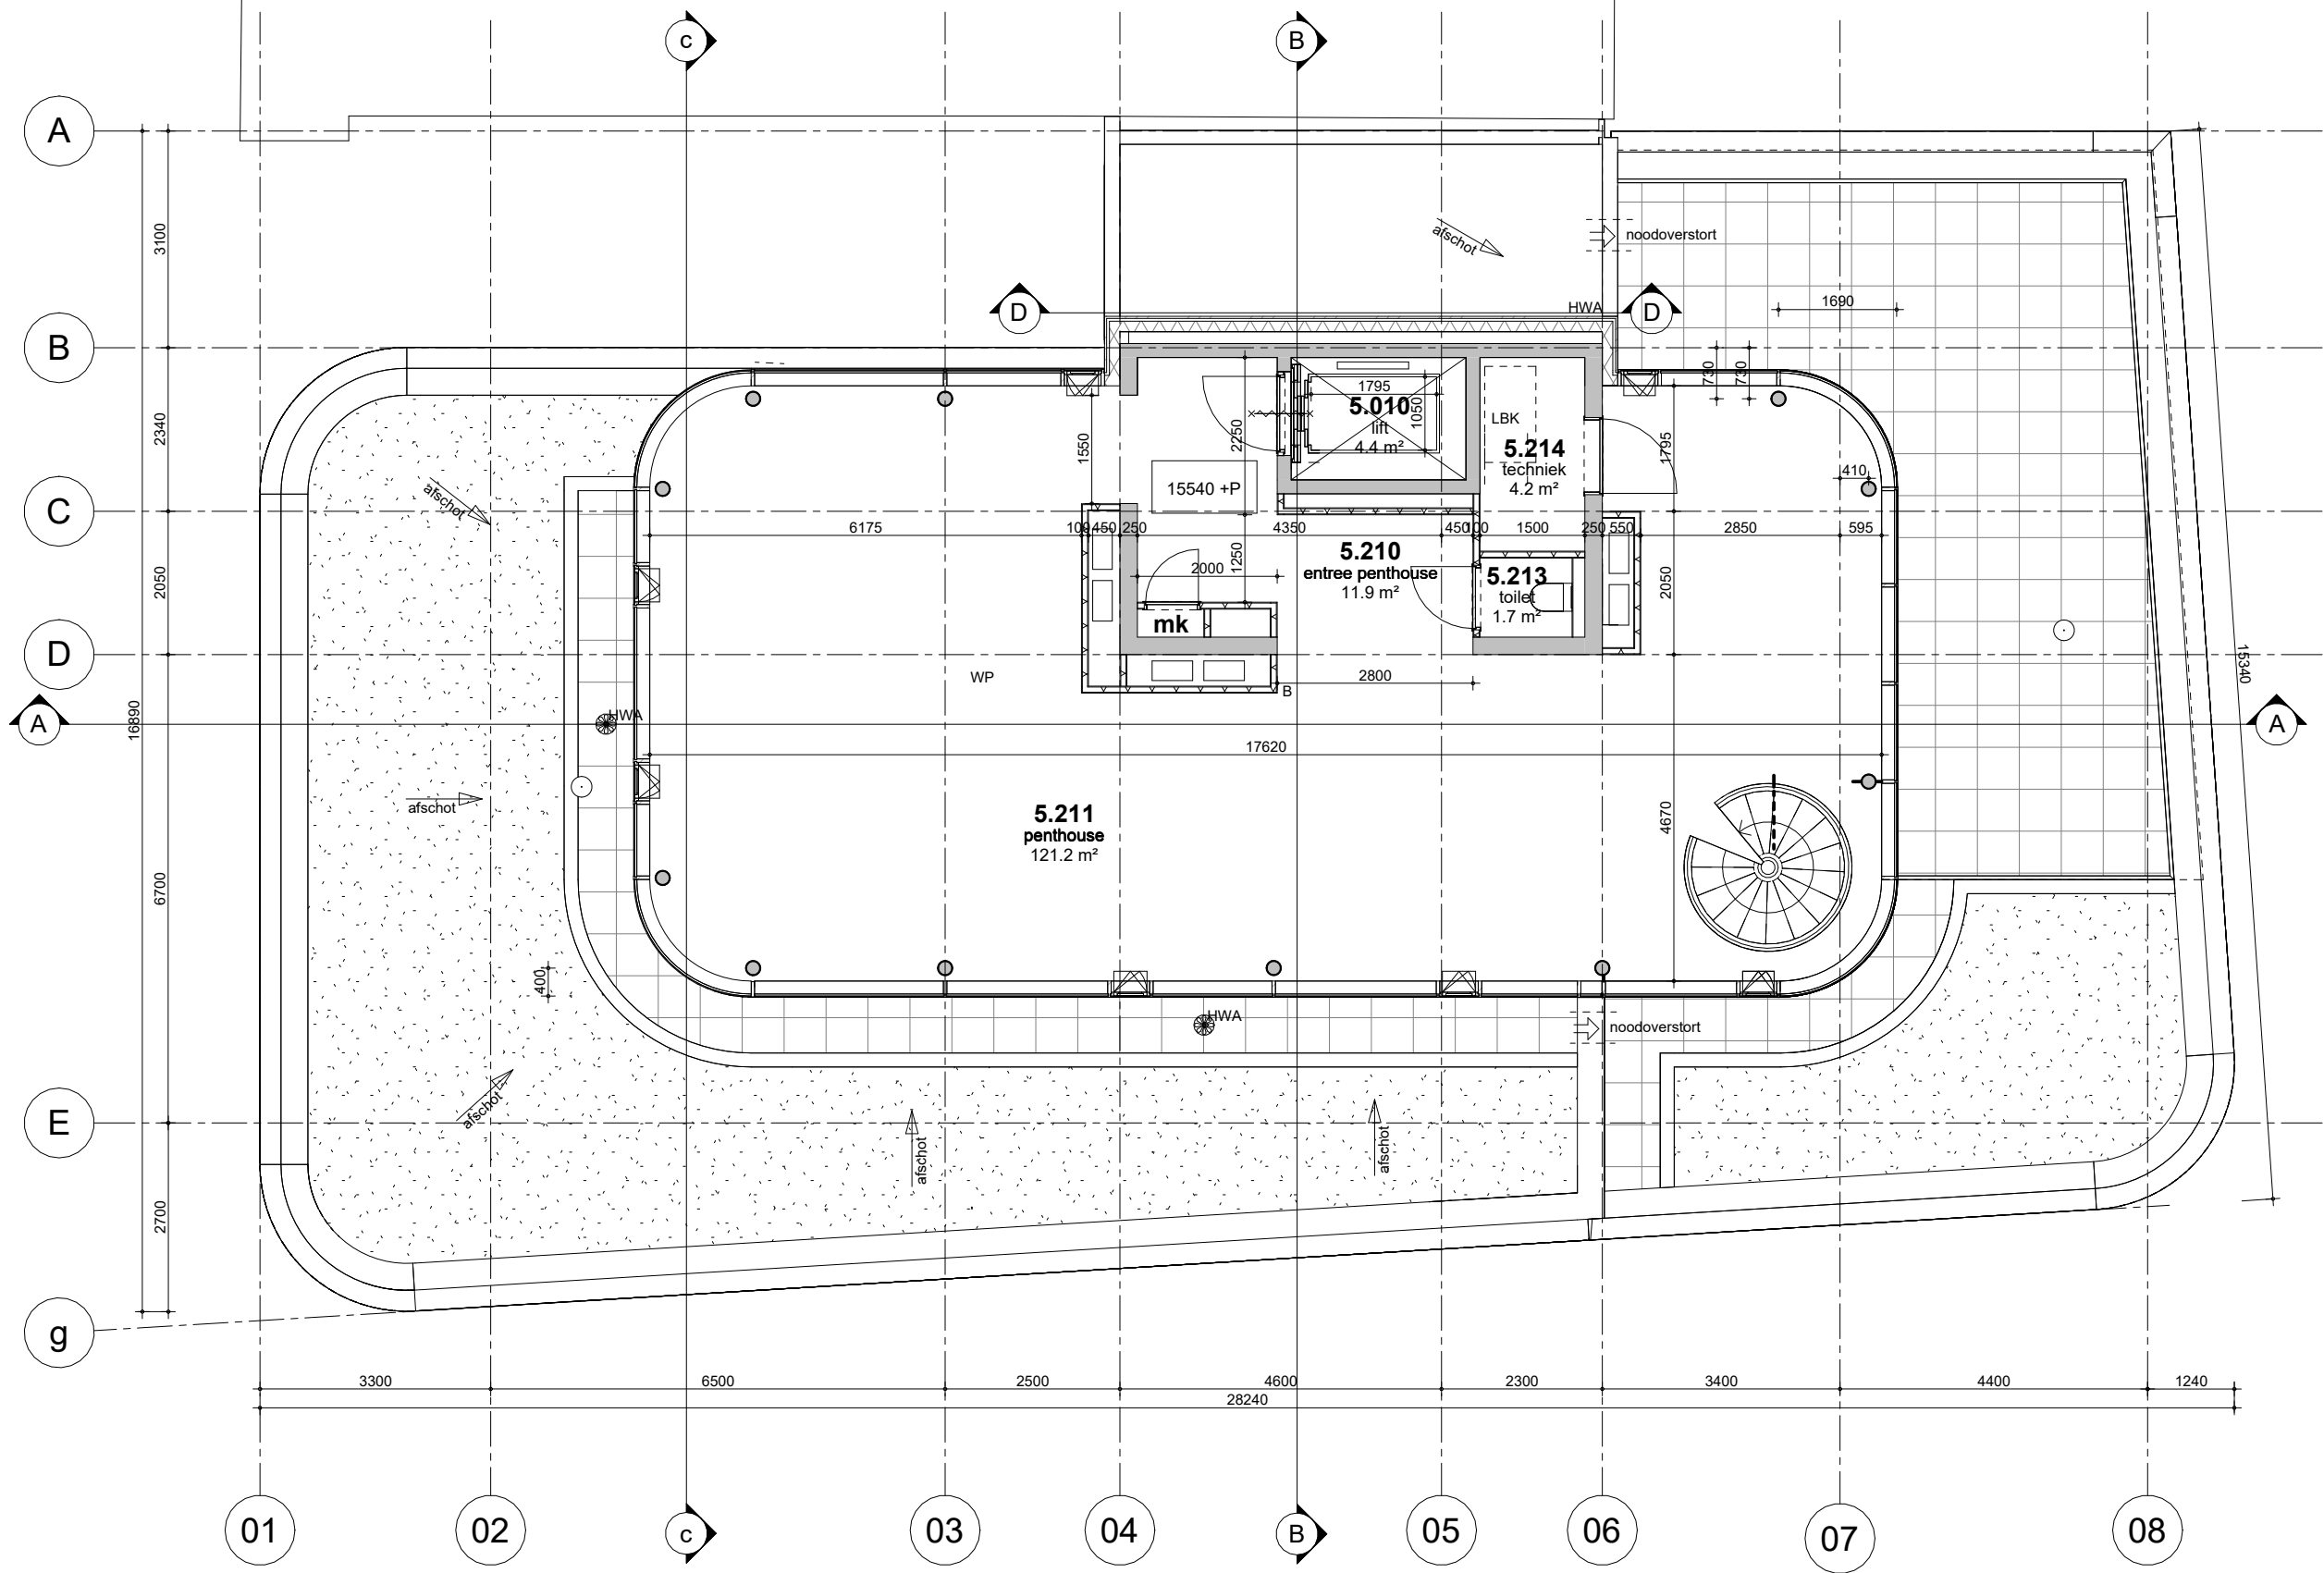 c
B
A
3100
afschot
noodoverstort
D
HWA
D
1690
B
730
730
1795
5.010
lift
4.4 m²
1050
LBK
5.214
techniek
4.2 m²
1795
2340
1550
2250
410
afschot
15540 +P
C
6175
100
450
250
4350
450
100
1500
250
550
2850
595
5.210
entree penthouse
11.9 m²
1250
2000
5.213
toilet
1.7 m²
2050
2050
mk
D
WP
2800
B
15340
16890
HWA
A
A
17620
afschot
5.211
penthouse
121.2 m²
4670
6700
400
HWA
noodoverstort
afschot
E
afschot
afschot
2700
g
3300
6500
2500
4600
2300
3400
4400
1240
28240
01
02
c
03
04
B
05
06
07
08